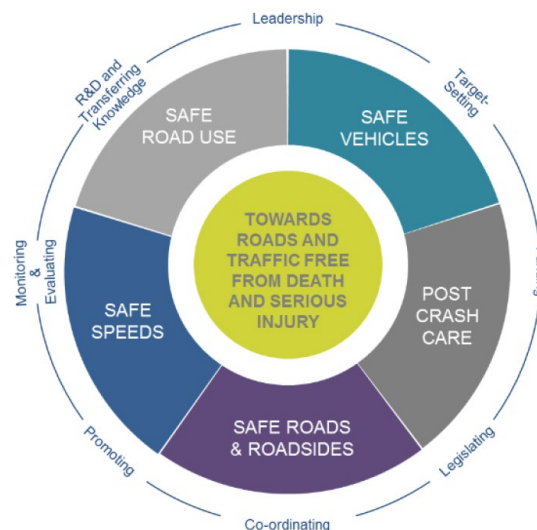 Leadership
R&D and
Transferring
Knowledge
Target-
Setting
SAFE
ROAD USE
SAFE
VEHICLES
TOWARDS
ROADS AND
TRAFFIC FREE
FROM DEATH
AND SERIOUS
INJURY
Monitoring
&
Evaluating
SAFE
SPEEDS
POST
CRASH
CARE
SAFE ROADS
& ROADSIDES
Promoting
Legislating
Co-ordinating